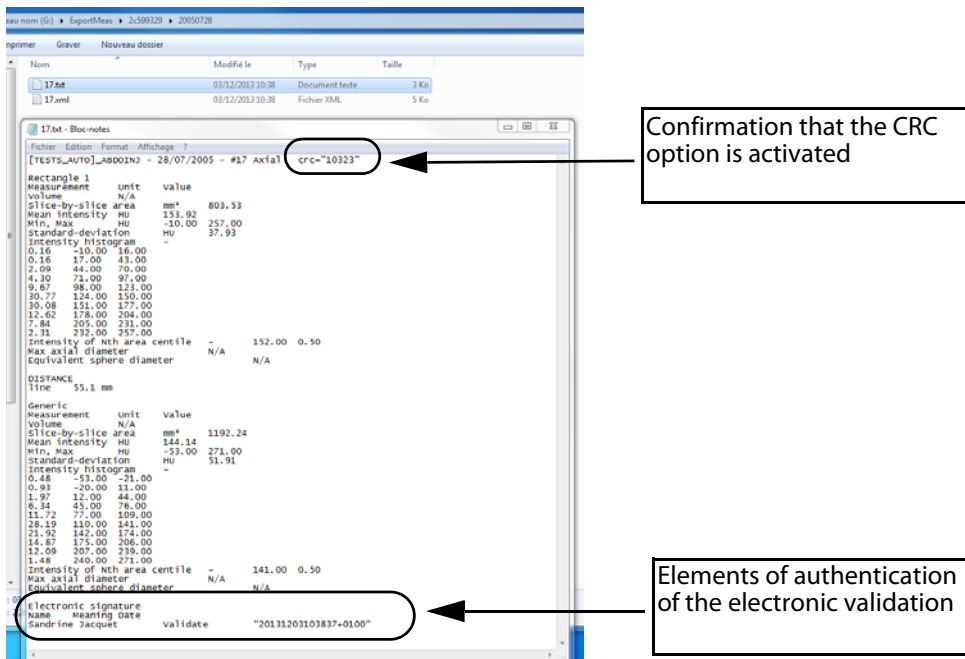 eau nom (G:) ▸ ExportMeas ▸ 2c599329 ▸ 20050728
mprimer Graver Nouveau dossier
Nom Modifié le Type Taille
17.txt 03/12/2013 10:38 Document texte 3 Ko
17.xml 03/12/2013 10:38 Fichier XML 5 Ko
17.txt - Bloc-notes
Fichier Edition Format Affichage ?
[TESTS_AUTO]_ABDOINJ - 28/07/2005 - #17 Axial crc="10323"
Confirmation that the CRC
option is activated
Rectangle 1
Measurement Unit Value
Volume N/A
Slice-by-slice area mm² 803.53
Mean intensity HU 153.92
Min, Max HU -10.00 257.00
Standard-deviation HU 37.93
Intensity histogram -
0.16 -10.00 16.00
0.16 17.00 43.00
2.09 44.00 70.00
4.30 71.00 97.00
9.67 98.00 123.00
30.77 124.00 150.00
30.08 151.00 177.00
12.62 178.00 204.00
7.84 205.00 231.00
2.31 232.00 257.00
Intensity of Nth area centile - 152.00 0.50
Max axial diameter N/A
Equivalent sphere diameter N/A
DISTANCE
line 55.1 mm
Generic
Measurement Unit Value
Volume N/A
Slice-by-slice area mm² 1192.24
Mean intensity HU 144.14
Min, Max HU -53.00 271.00
Standard-deviation HU 51.91
Intensity histogram -
0.48 -53.00 -21.00
0.93 -20.00 11.00
1.97 12.00 44.00
6.34 45.00 76.00
11.72 77.00 109.00
28.19 110.00 141.00
21.92 142.00 174.00
14.87 175.00 206.00
12.09 207.00 239.00
1.48 240.00 271.00
Intensity of Nth area centile - 141.00 0.50
Max axial diameter N/A
Equivalent sphere diameter N/A
Electronic signature
Name Meaning Date
Sandrine Jacquet Validate "20131203103837+0100"
Elements of authentication
of the electronic validation